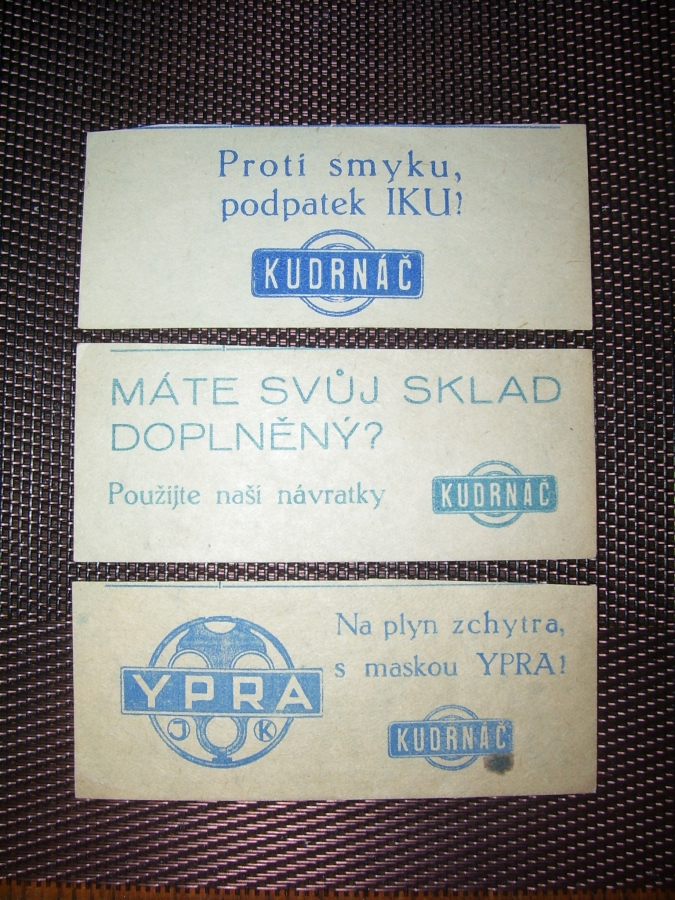 Proti smyku,
podpatek IKU!
KUDRNÁČ
MÁTE SVŮJ SKLAD
DOPLNĚNÝ?
Použijte naší návratky
KUDRNÁČ
Na plyn zchytra,
s maskou YPRA!
YPRA
J K
KUDRNÁČ